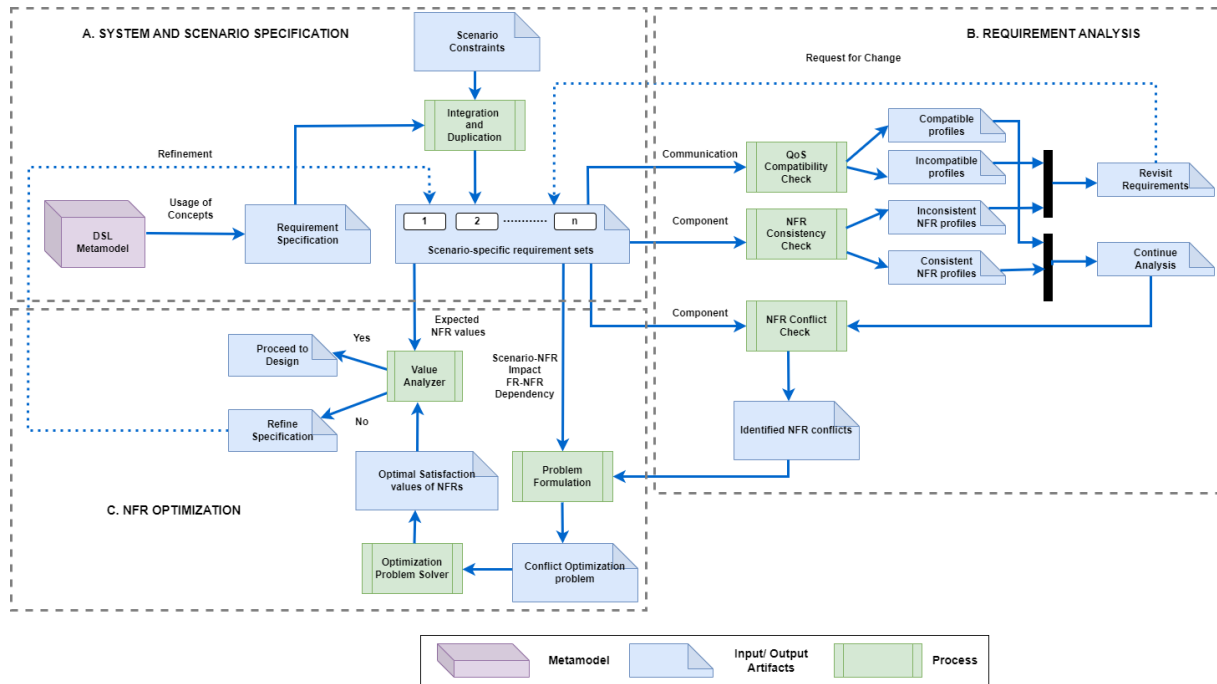 A. SYSTEM AND SCENARIO SPECIFICATION
Scenario
Constraints
B. REQUIREMENT ANALYSIS
Request for Change
Integration
and
Duplication
Refinement
Usage of
Concepts
DSL
Metamodel
Requirement
Specification
1
2
n
Scenario-specific requirement sets
Communication
QoS
Compatibility
Check
Compatible
profiles
Incompatible
profiles
Revisit
Requirements
Component
NFR
Consistency
Check
Inconsistent
NFR profiles
Consistent
NFR profiles
Continue
Analysis
Component
NFR Conflict
Check
Identified NFR conflicts
Expected
NFR values
Yes
Proceed to
Design
Value
Analyzer
Scenario-NFR
Impact
FR-NFR
Dependency
No
Refine
Specification
Optimal Satisfaction
values of NFRs
Problem
Formulation
C. NFR OPTIMIZATION
Optimization
Problem Solver
Conflict Optimization
problem
Metamodel
Input/ Output
Artifacts
Process